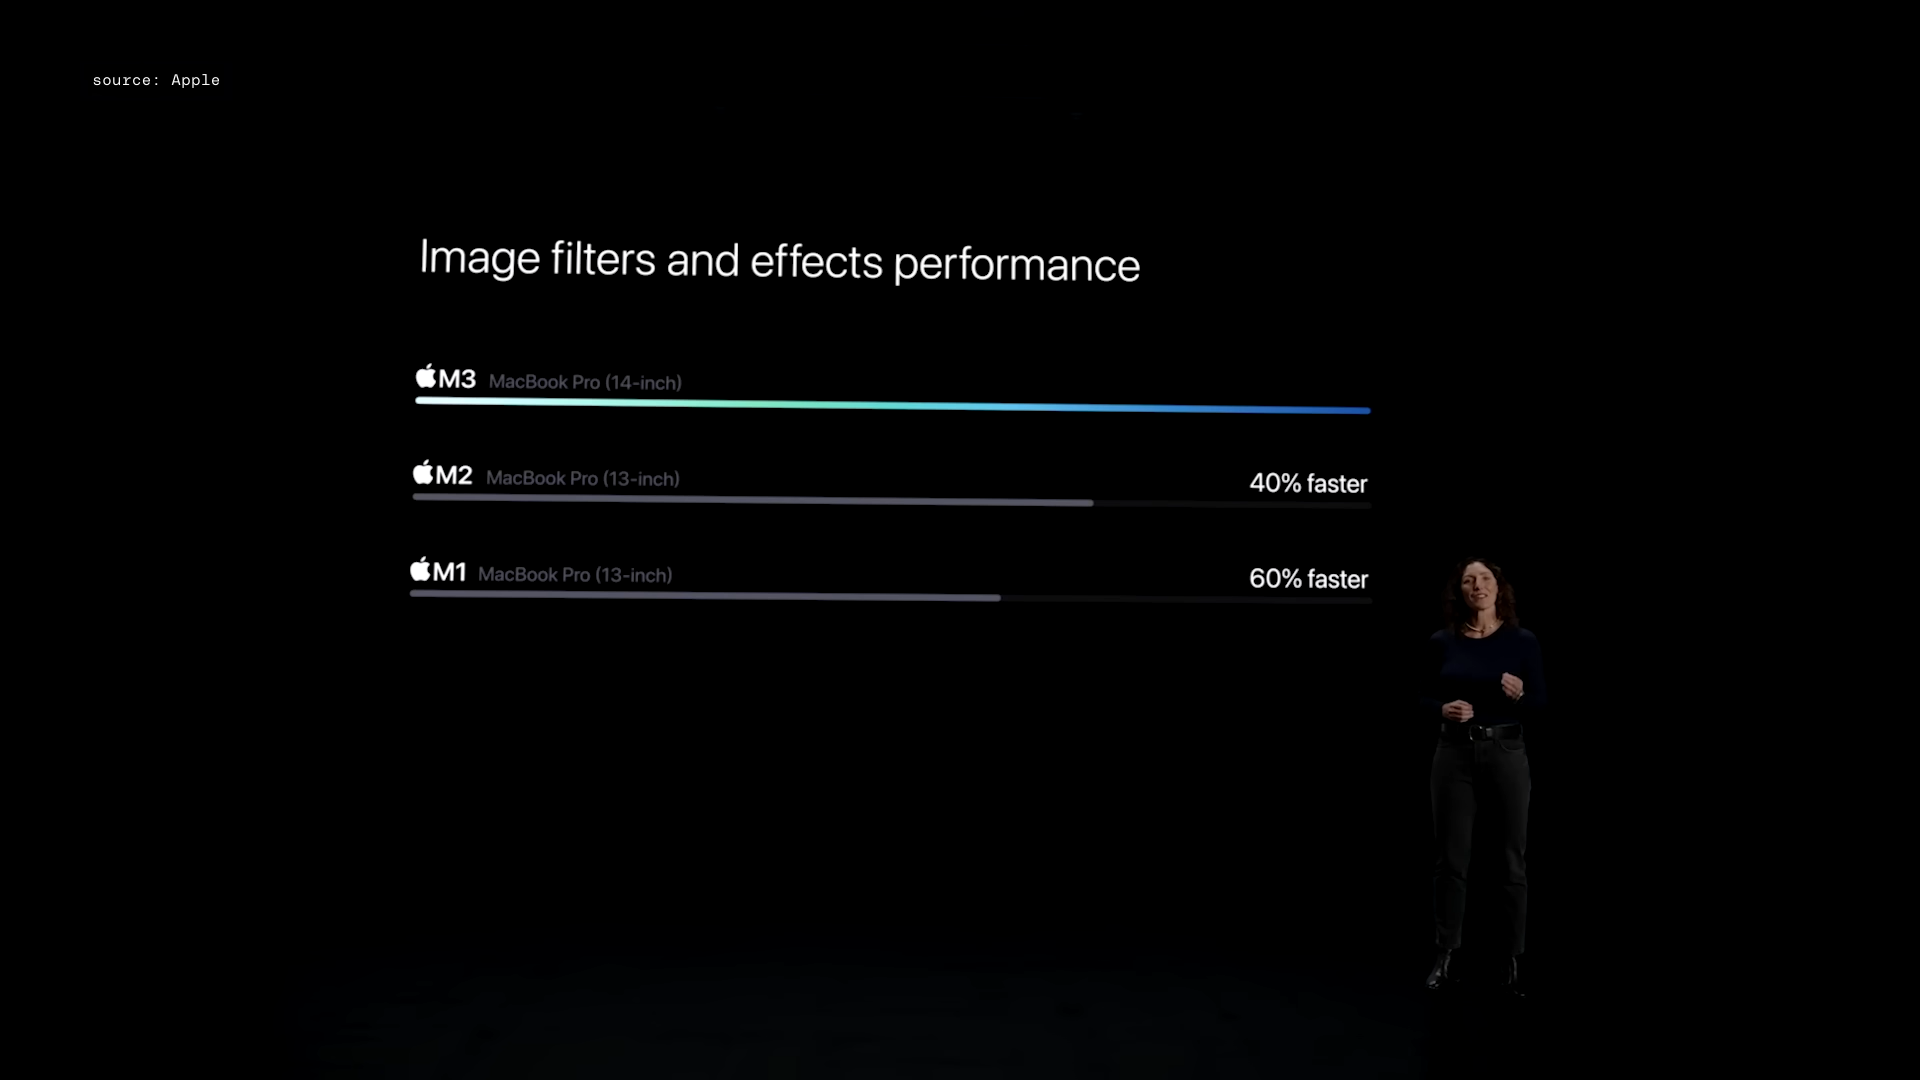 source: Apple
Image filters and effects performance
M3 MacBook Pro (14-inch)
M2 MacBook Pro (13-inch) 40% faster
M1 MacBook Pro (13-inch) 60% faster